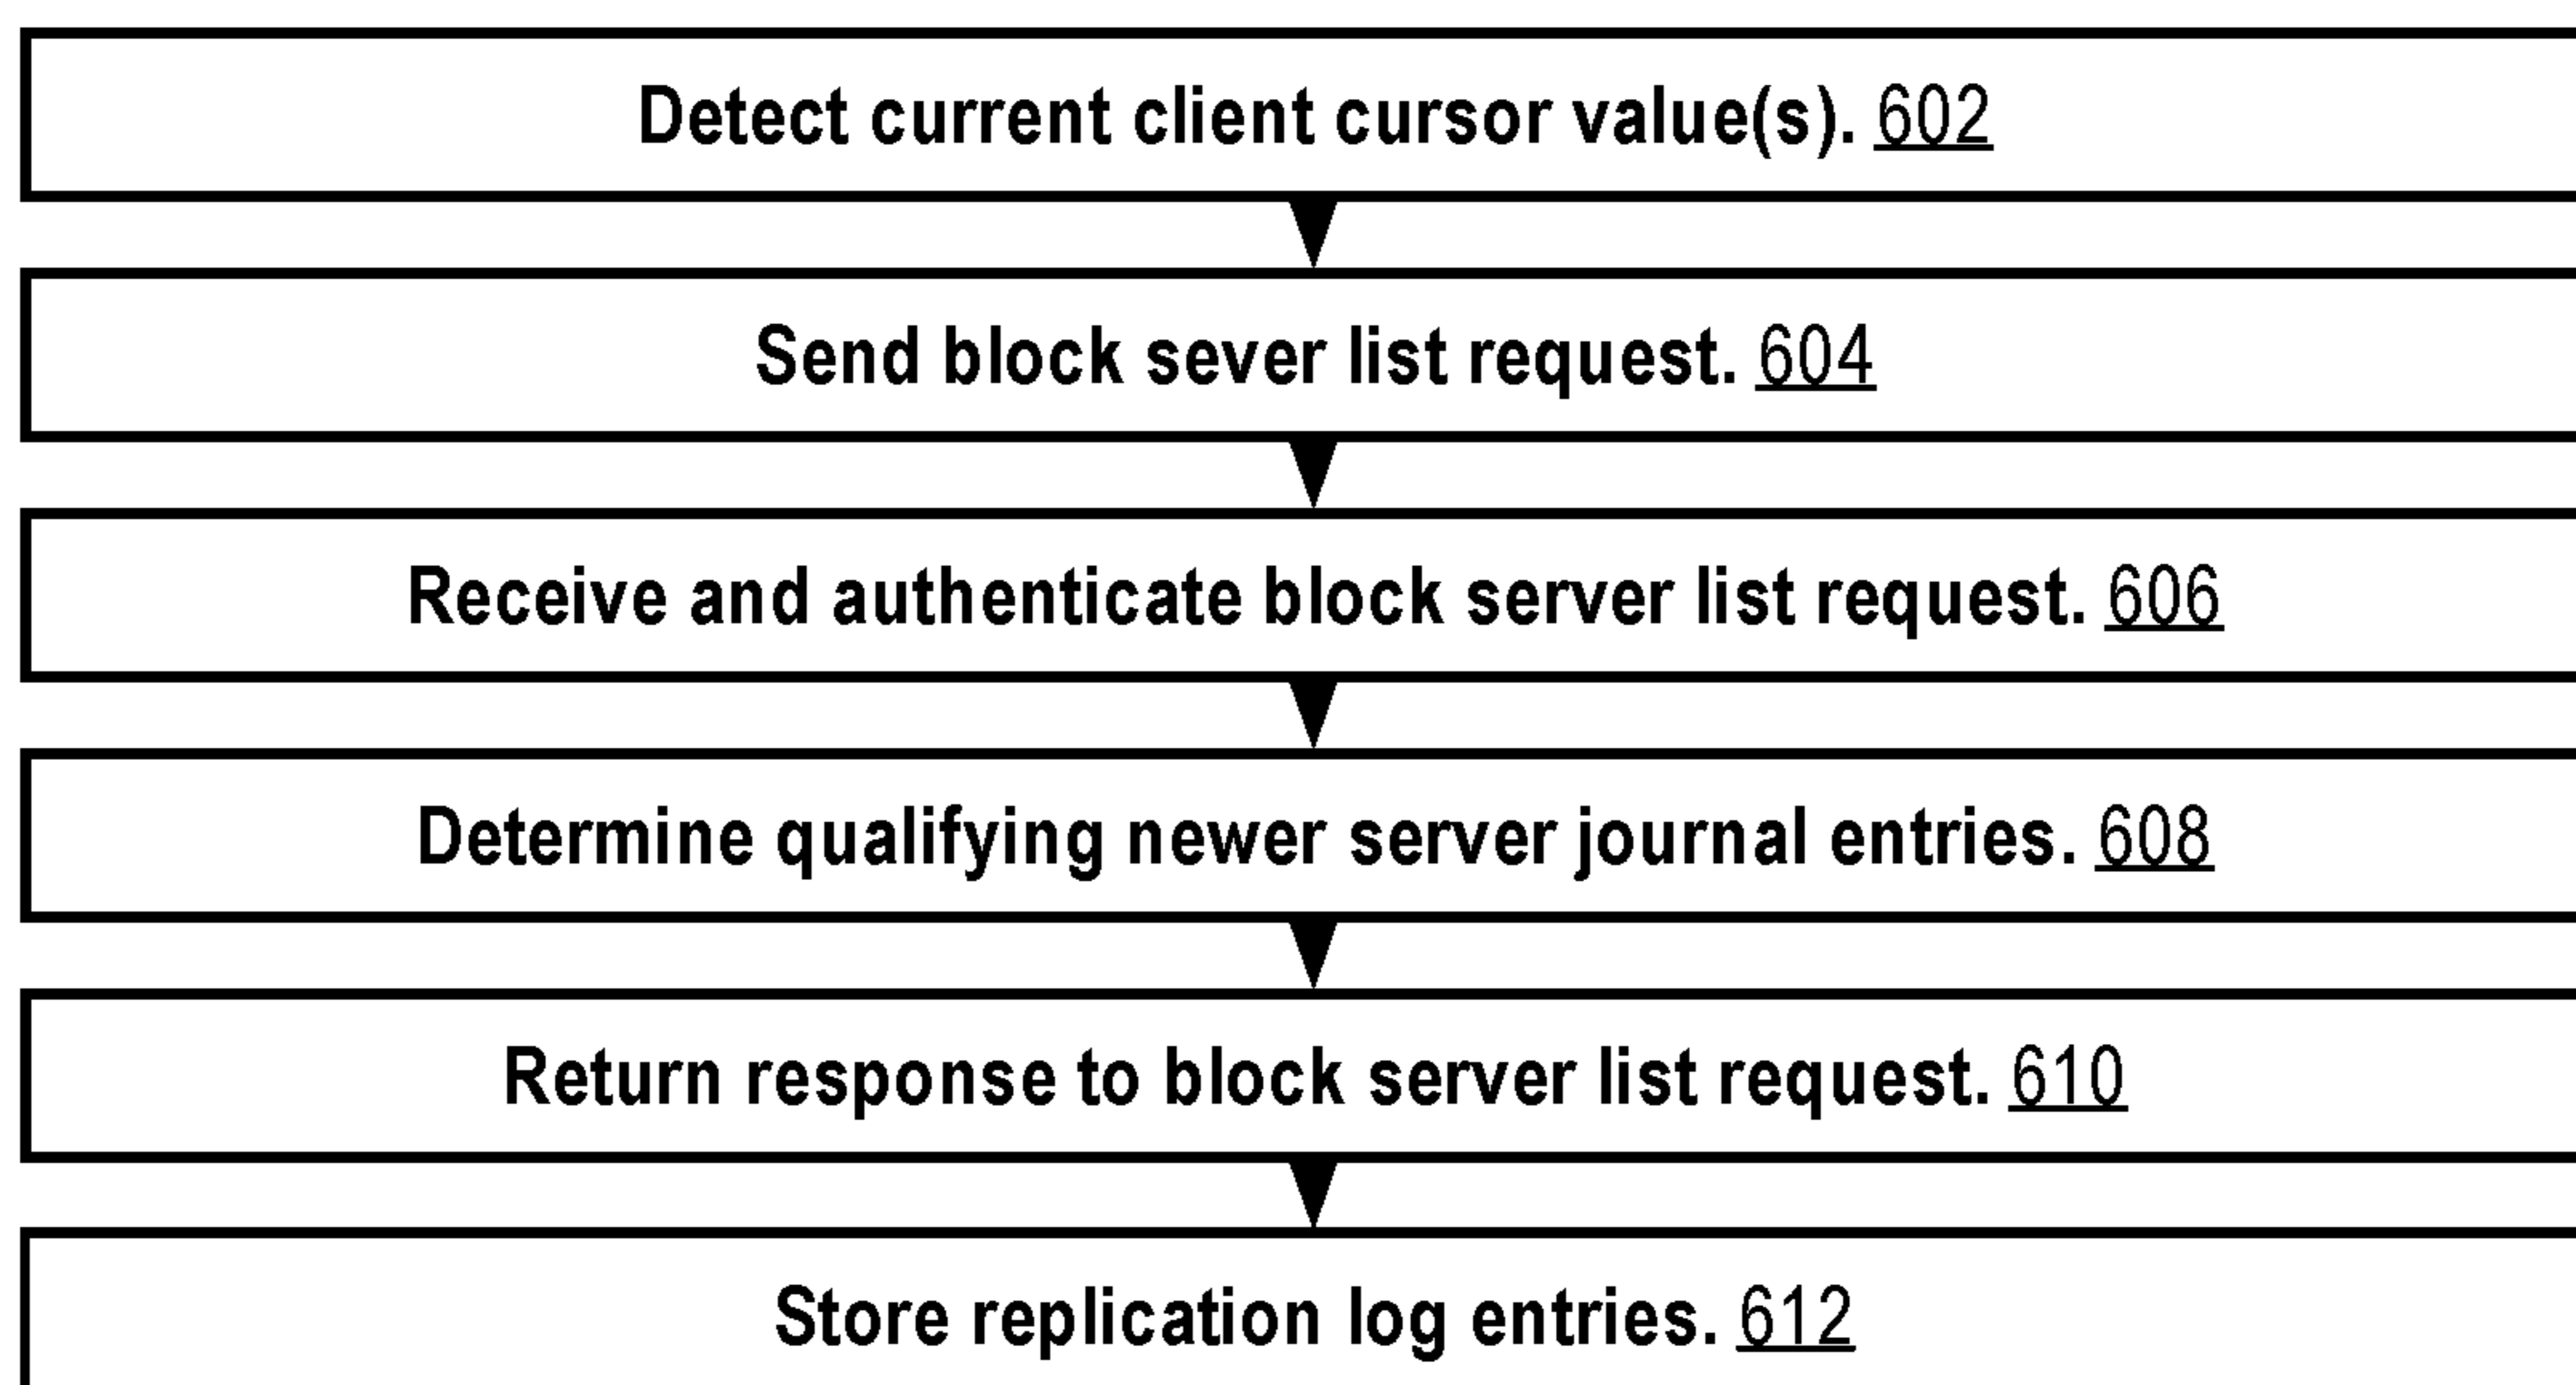 Detect current client cursor value(s). 602
Send block sever list request. 604
Receive and authenticate block server list request. 606
Determine qualifying newer server journal entries. 608
Return response to block server list request. 610
Store replication log entries. 612